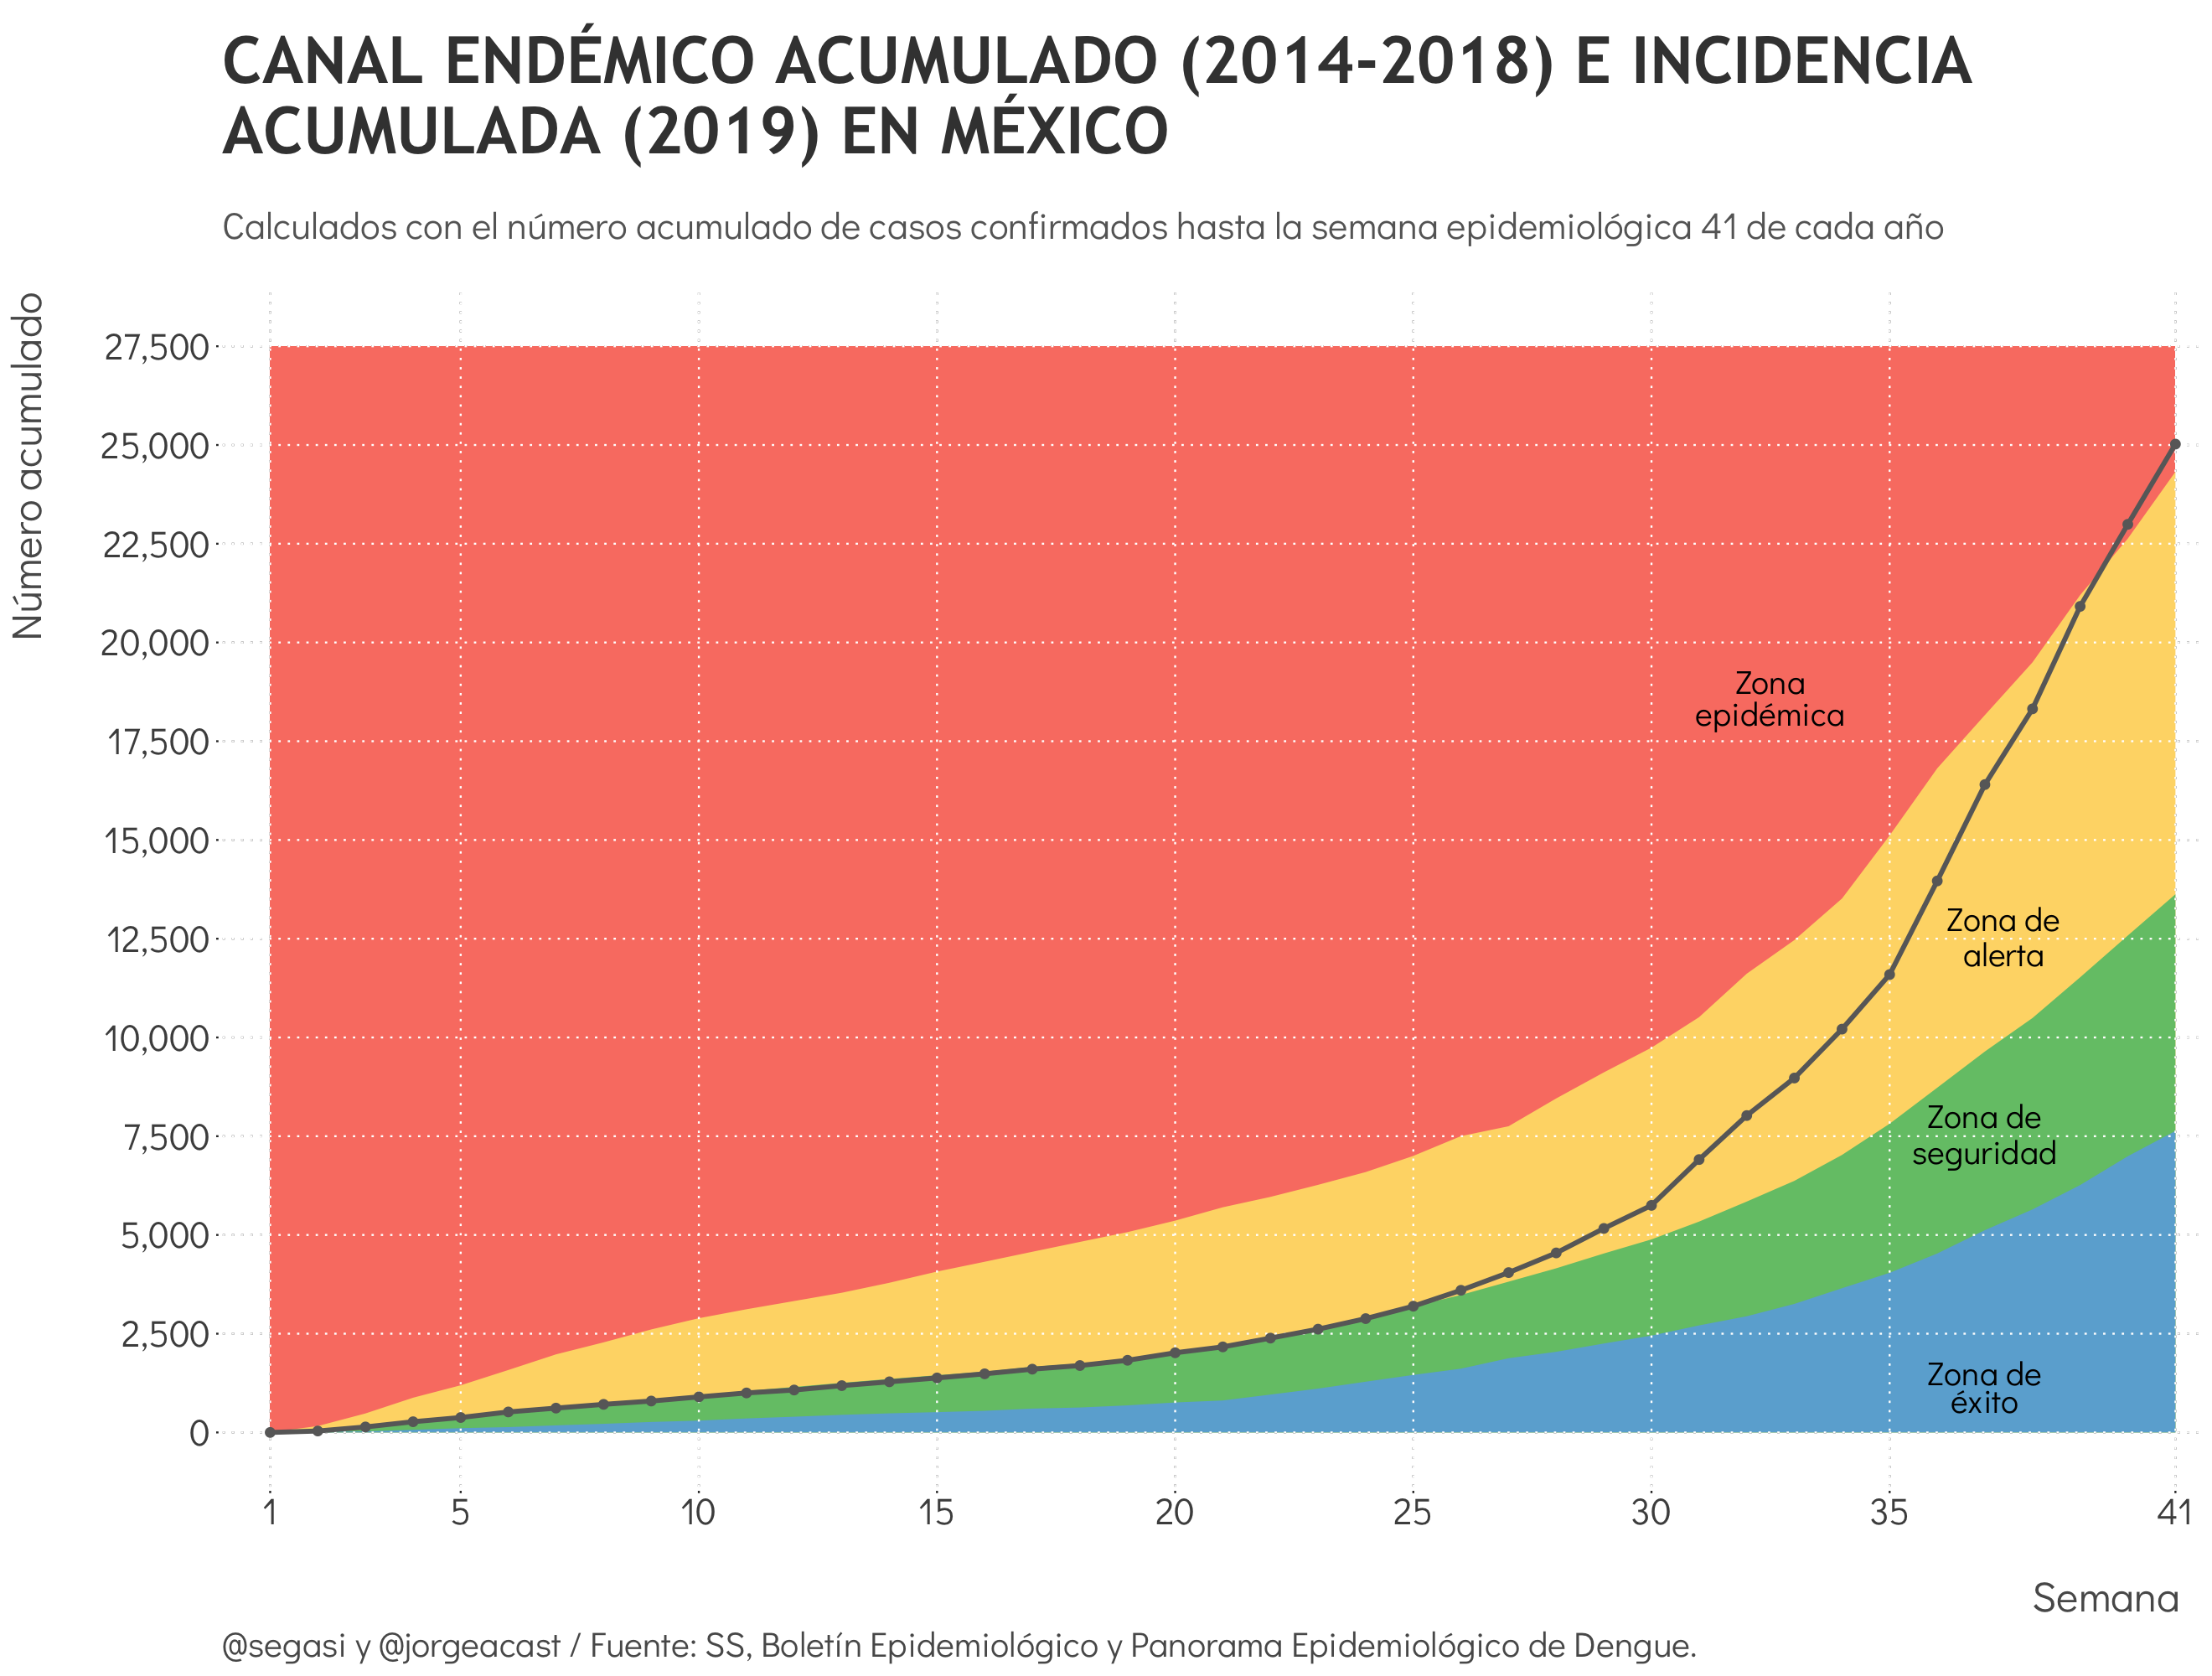 CANAL ENDÉMICO ACUMULADO (2014-2018) E INCIDENCIA
ACUMULADA (2019) EN MÉXICO
Calculados con el número acumulado de casos confirmados hasta la semana epidemiológica 41 de cada año
Número acumulado
27,500
25,000
22,500
20,000
17,500
15,000
12,500
10,000
7,500
5,000
2,500
0
Zona
epidémica
Zona de
alerta
Zona de
seguridad
Zona de
éxito
1 5 10 15 20 25 30 35 41
Semana
@segasi y @jorgeacast / Fuente: SS, Boletín Epidemiológico y Panorama Epidemiológico de Dengue.